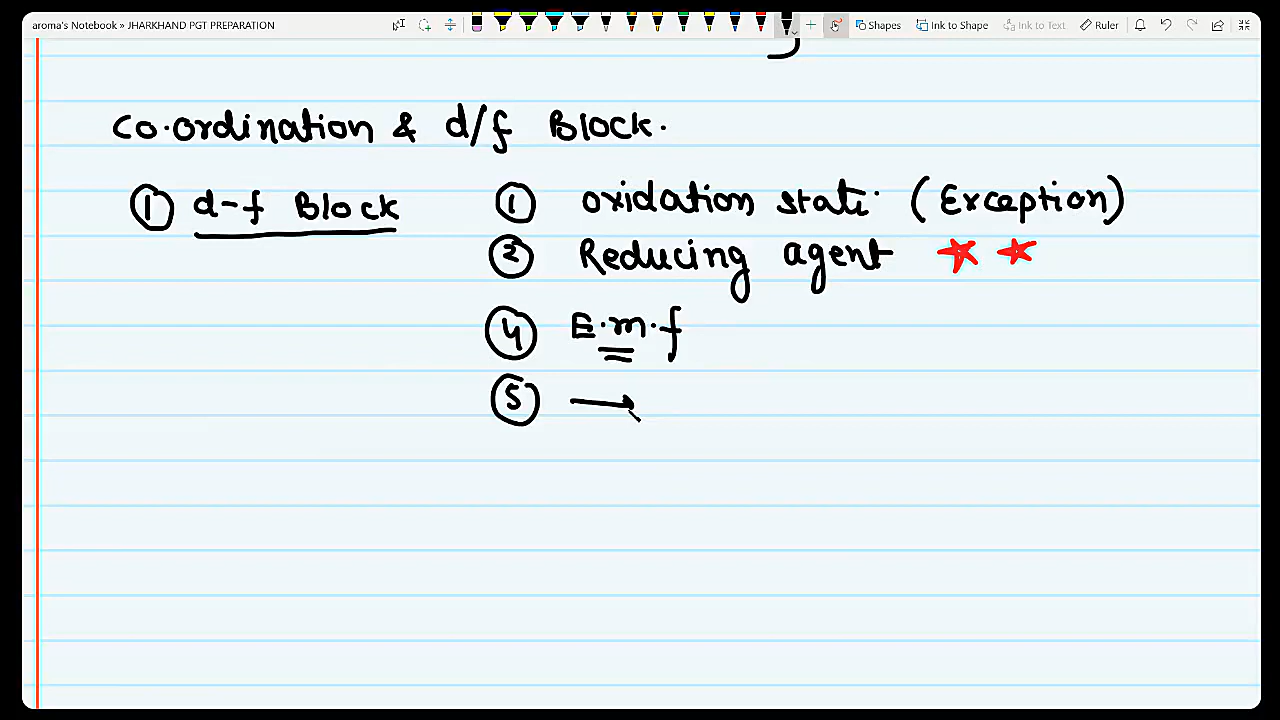 aroma's Notebook » JHARKHAND PGT PREPARATION
Shapes
Ink to Shape
Ink to Text
Ruler
Co.ordination & d/f Block.
① d-f Block
① oxidation state (Exception)
② Reducing agent ★ ★
④ E.m.f
⑤ →